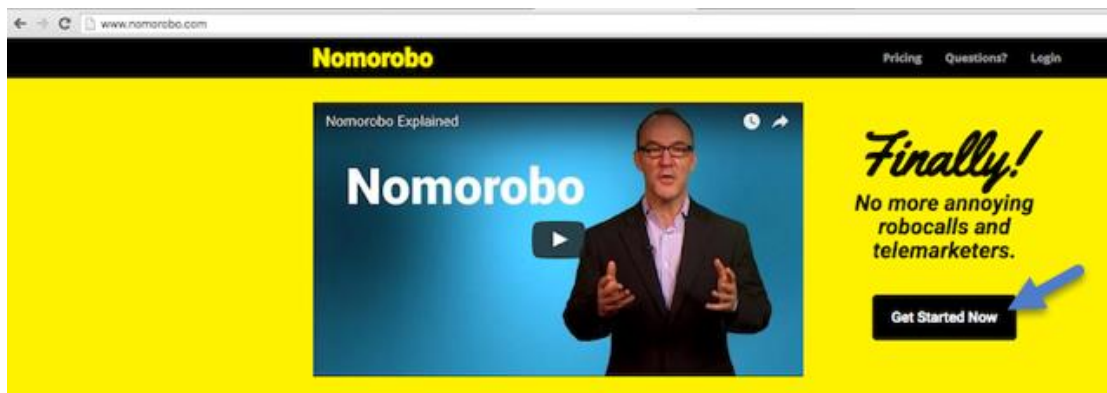 www.nomorobo.com
Nomorobo
Pricing Questions? Login
Nomorobo Explained
Nomorobo
Finally!
No more annoying
robocalls and
telemarketers.
Get Started Now